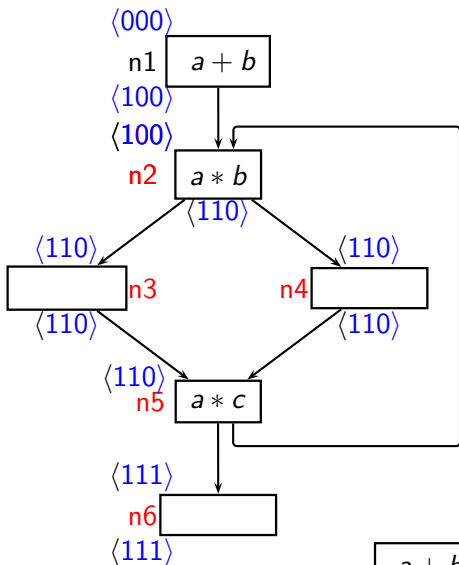 ⟨000⟩
n1 a + b
⟨100⟩
⟨100⟩
n2 a ∗ b
⟨110⟩
⟨110⟩ ⟨110⟩
n3 n4
⟨110⟩ ⟨110⟩
⟨110⟩
n5 a ∗ c
⟨111⟩
n6
⟨111⟩
a + b